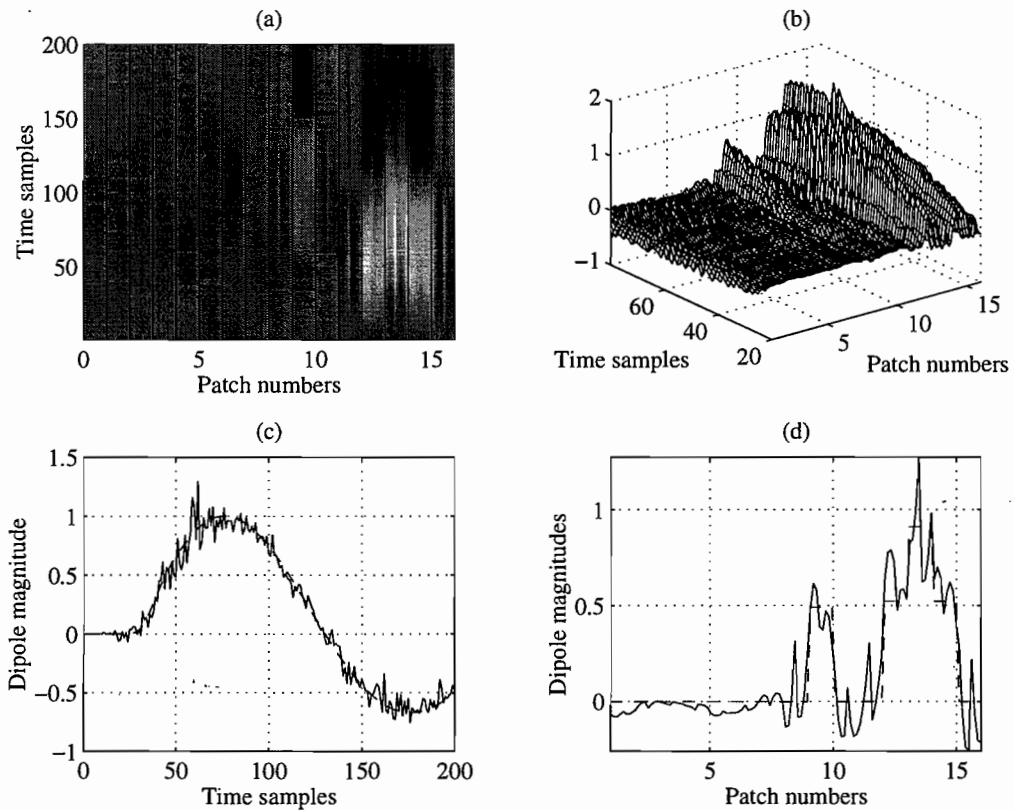 (a)
200
150
100
50
Time samples
0 5 10 15
Patch numbers
(b)
2
1
0
−1
60
40
20
Time samples
5
10
15
Patch numbers
(c)
1.5
1
0.5
0
−0.5
−1
Dipole magnitude
0 50 100 150 200
Time samples
(d)
1
0.5
0
Dipole magnitudes
5 10 15
Patch numbers